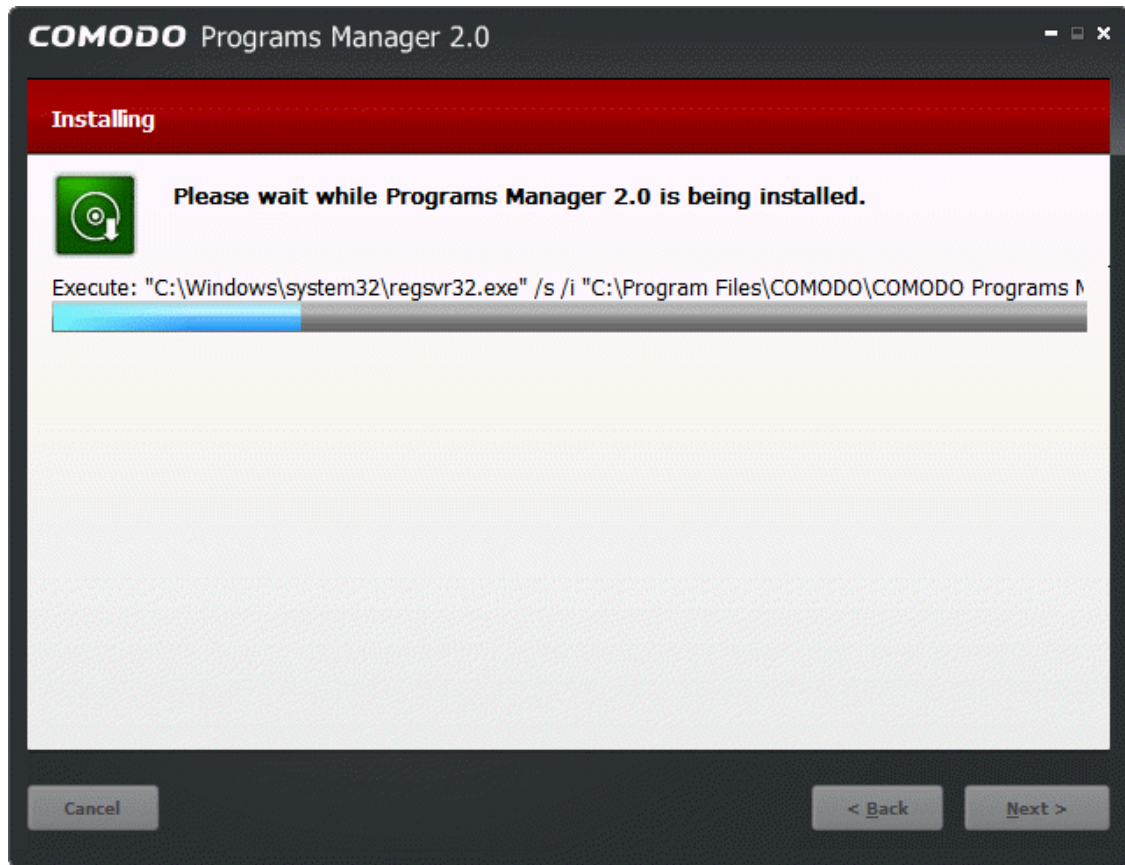 COMODO Programs Manager 2.0
Installing
Please wait while Programs Manager 2.0 is being installed.
Execute: "C:\Windows\system32\regsvr32.exe" /s /i "C:\Program Files\COMODO\COMODO Programs
Cancel
< Back
Next >